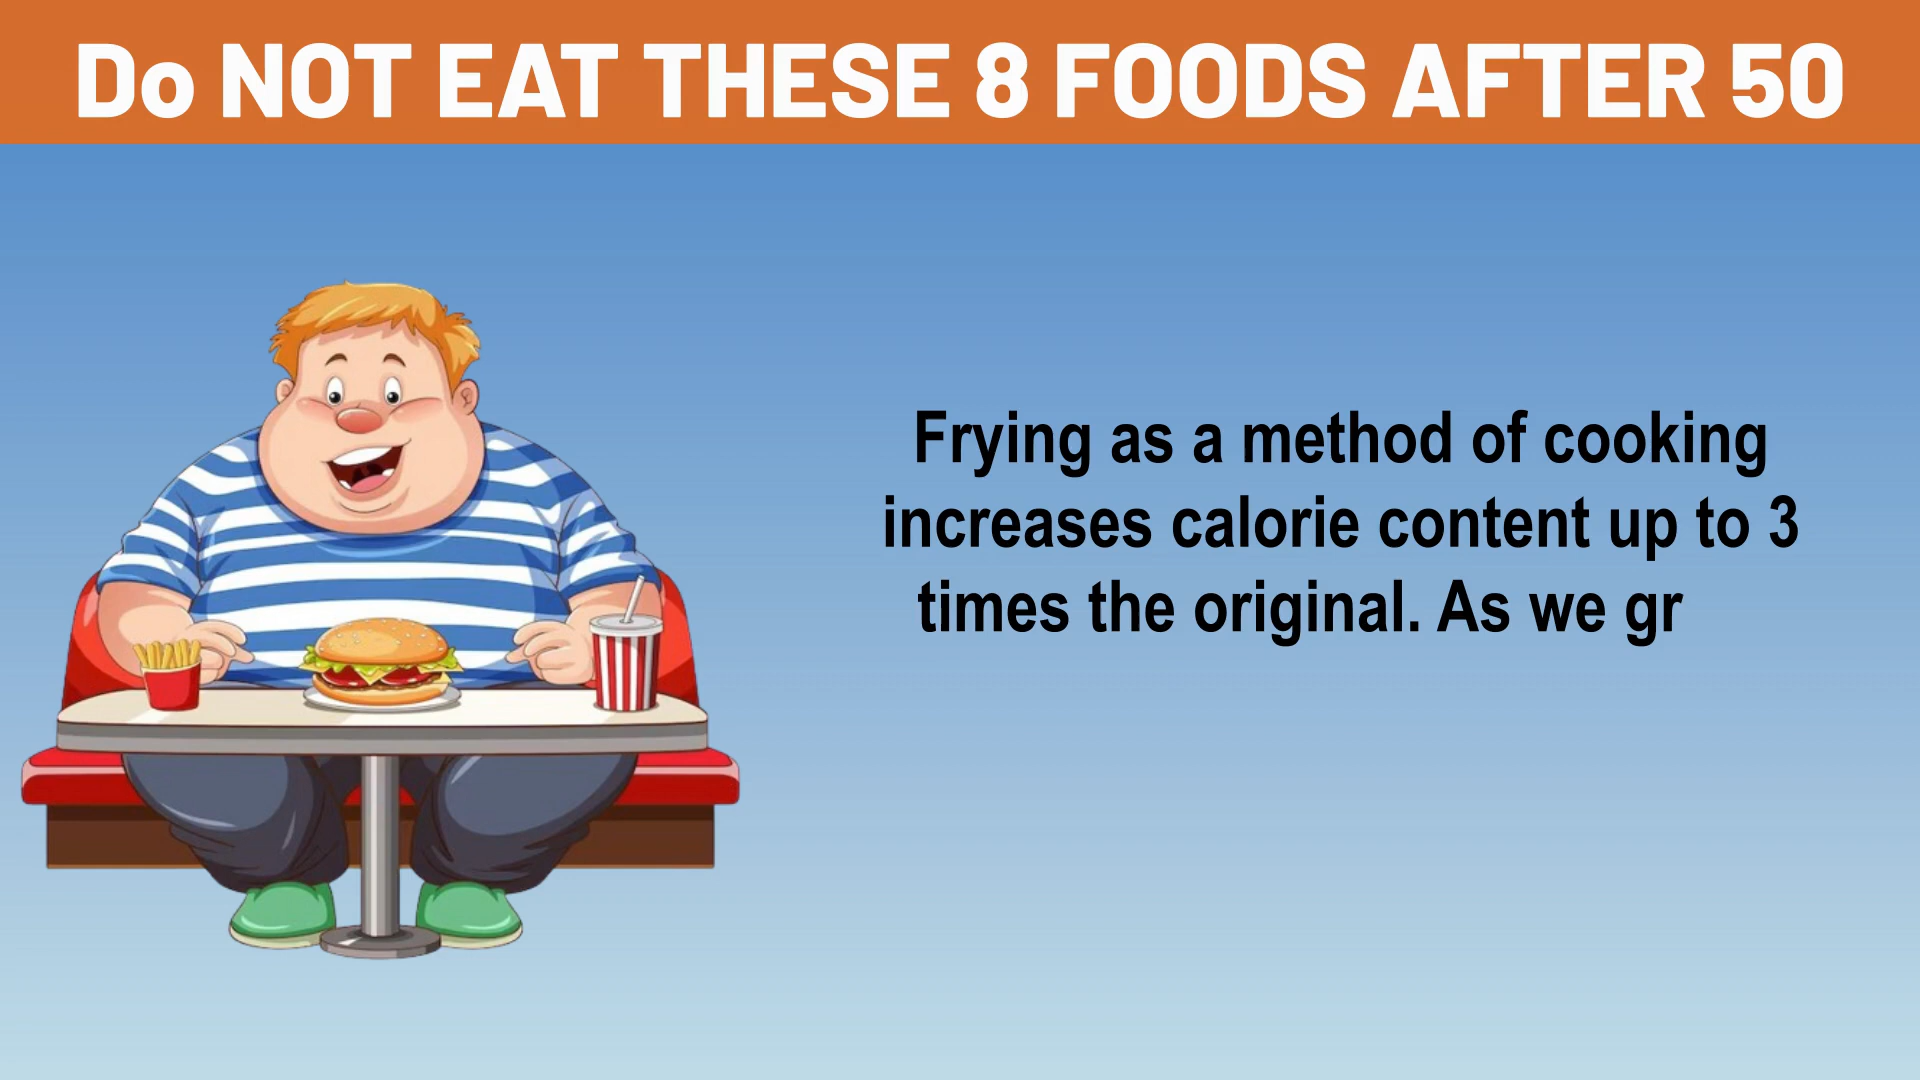 Do NOT EAT THESE 8 FOODS AFTER 50
Frying as a method of cooking
increases calorie content up to 3
times the original. As we gr